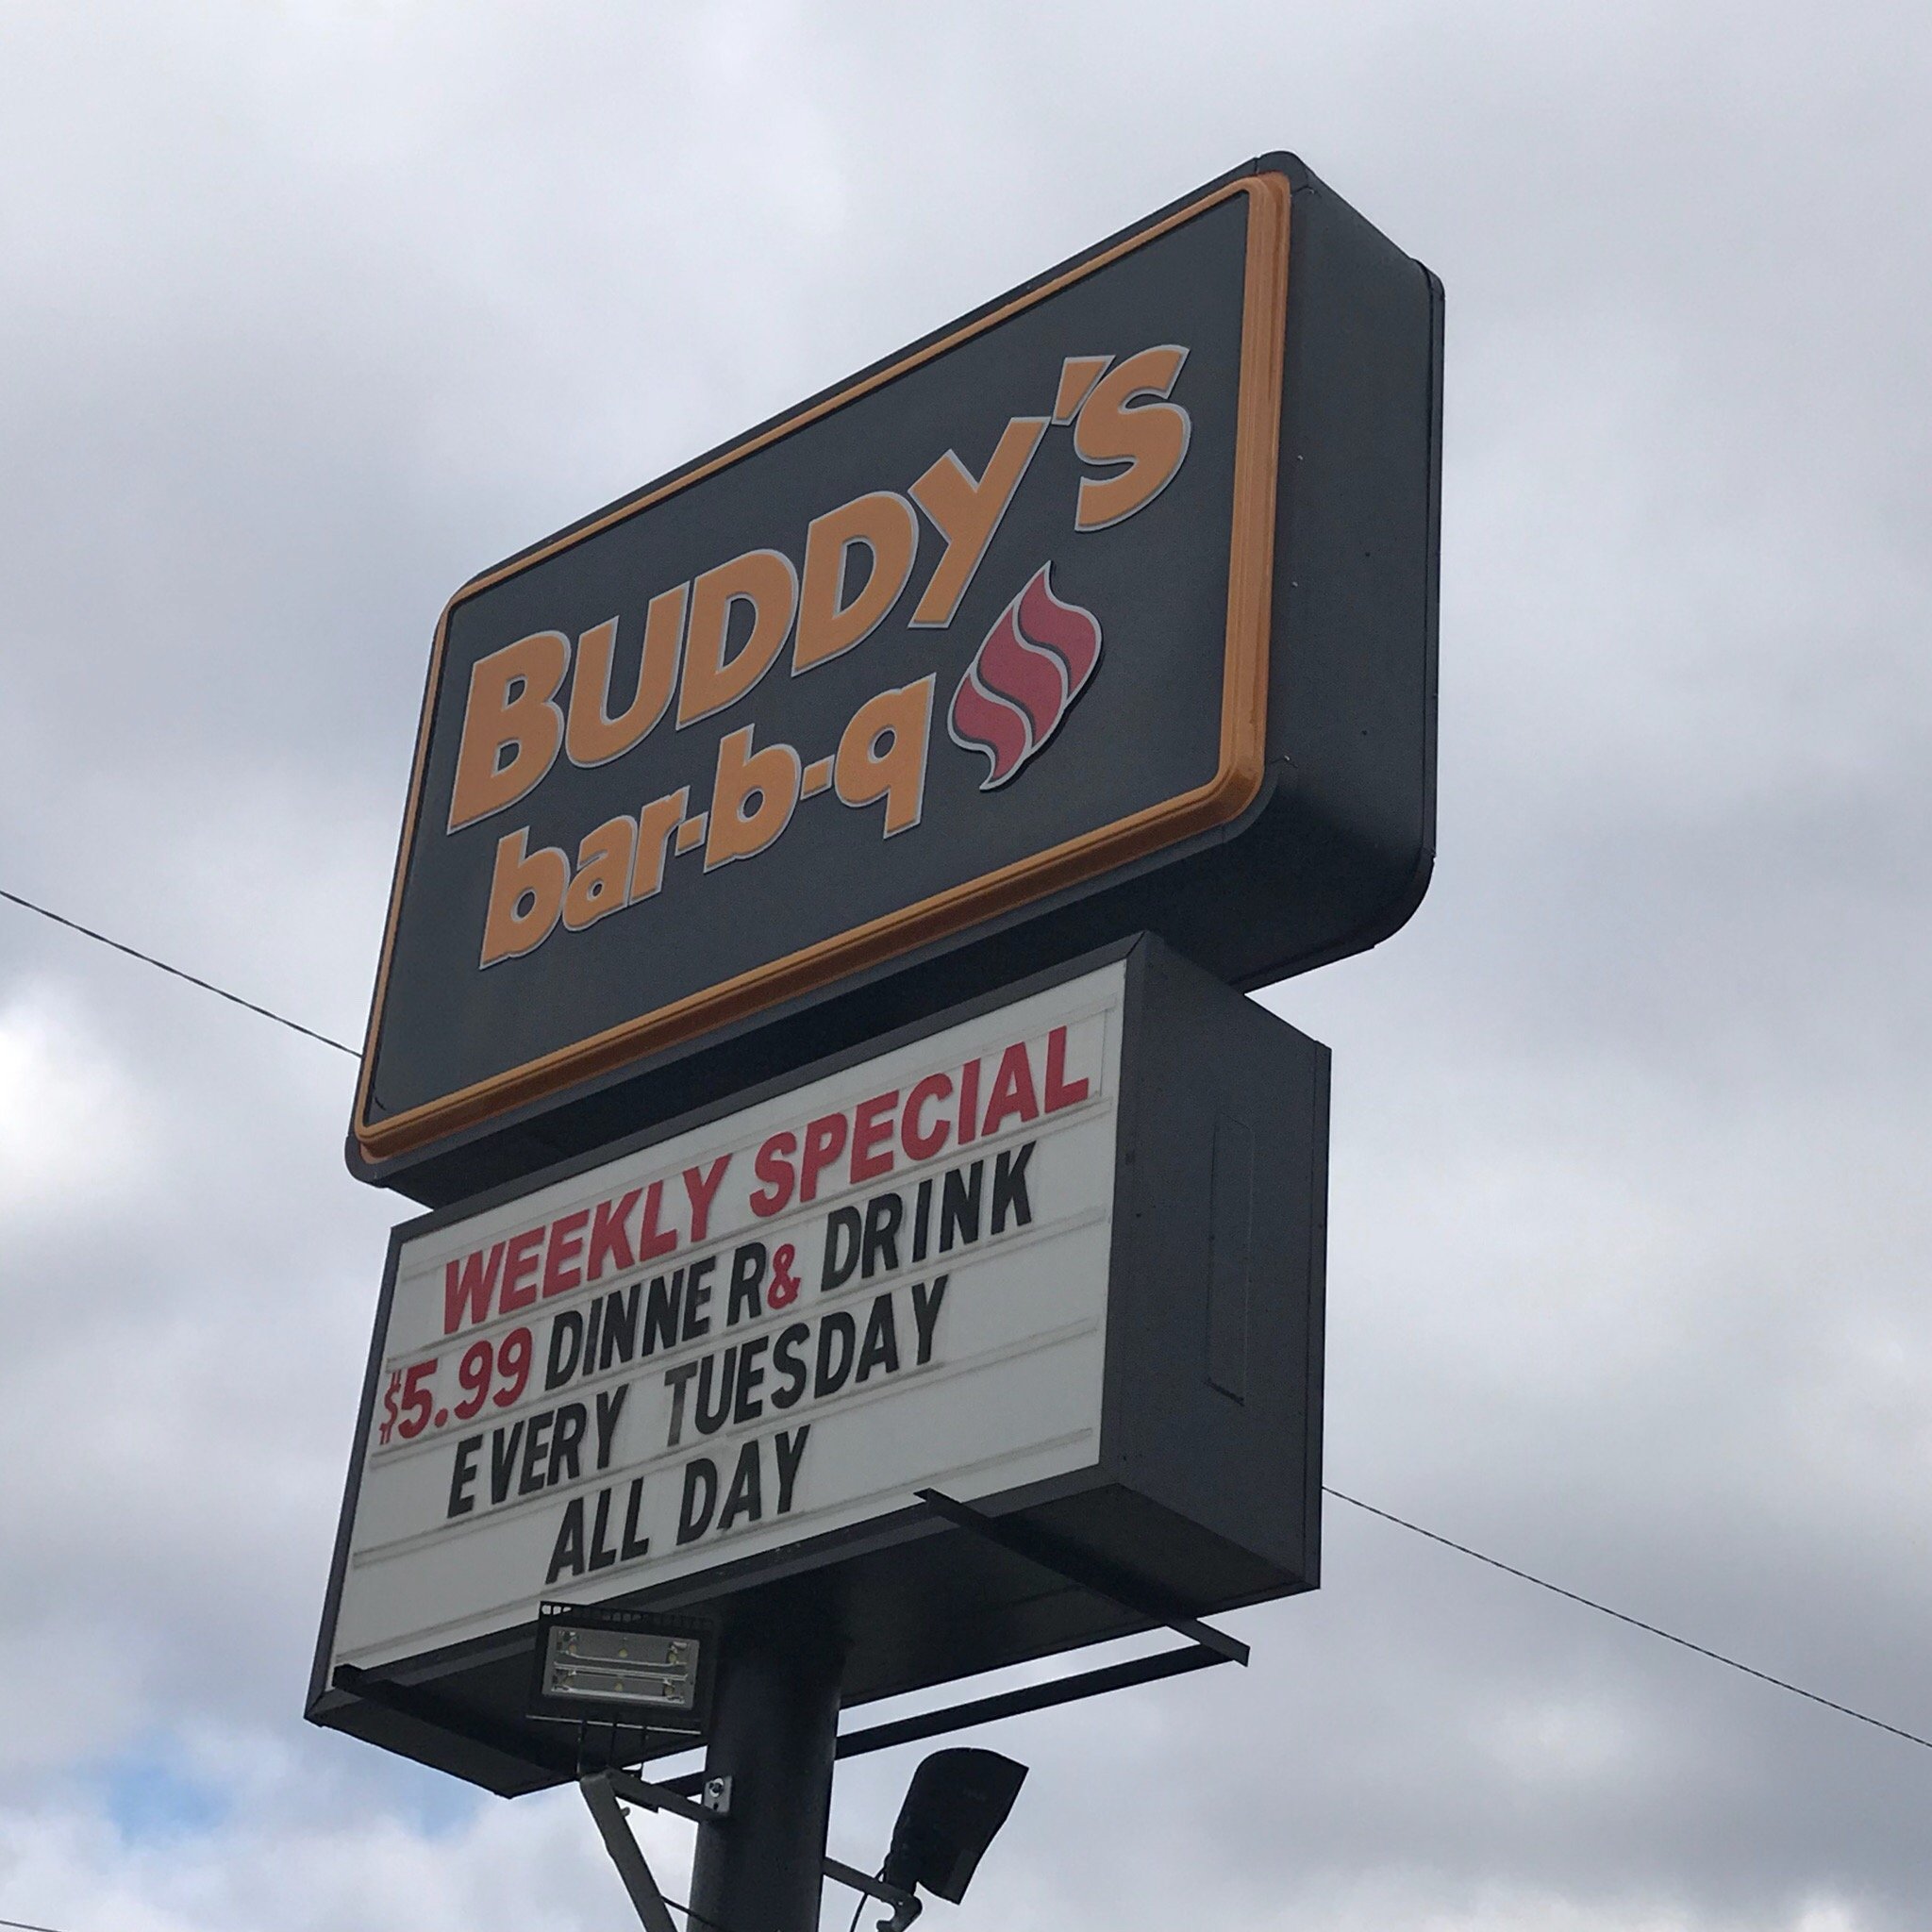 BUDDY'S
bar-b-q
WEEKLY SPECIAL
$5.99 DINNER & DRINK
EVERY TUESDAY
ALL DAY